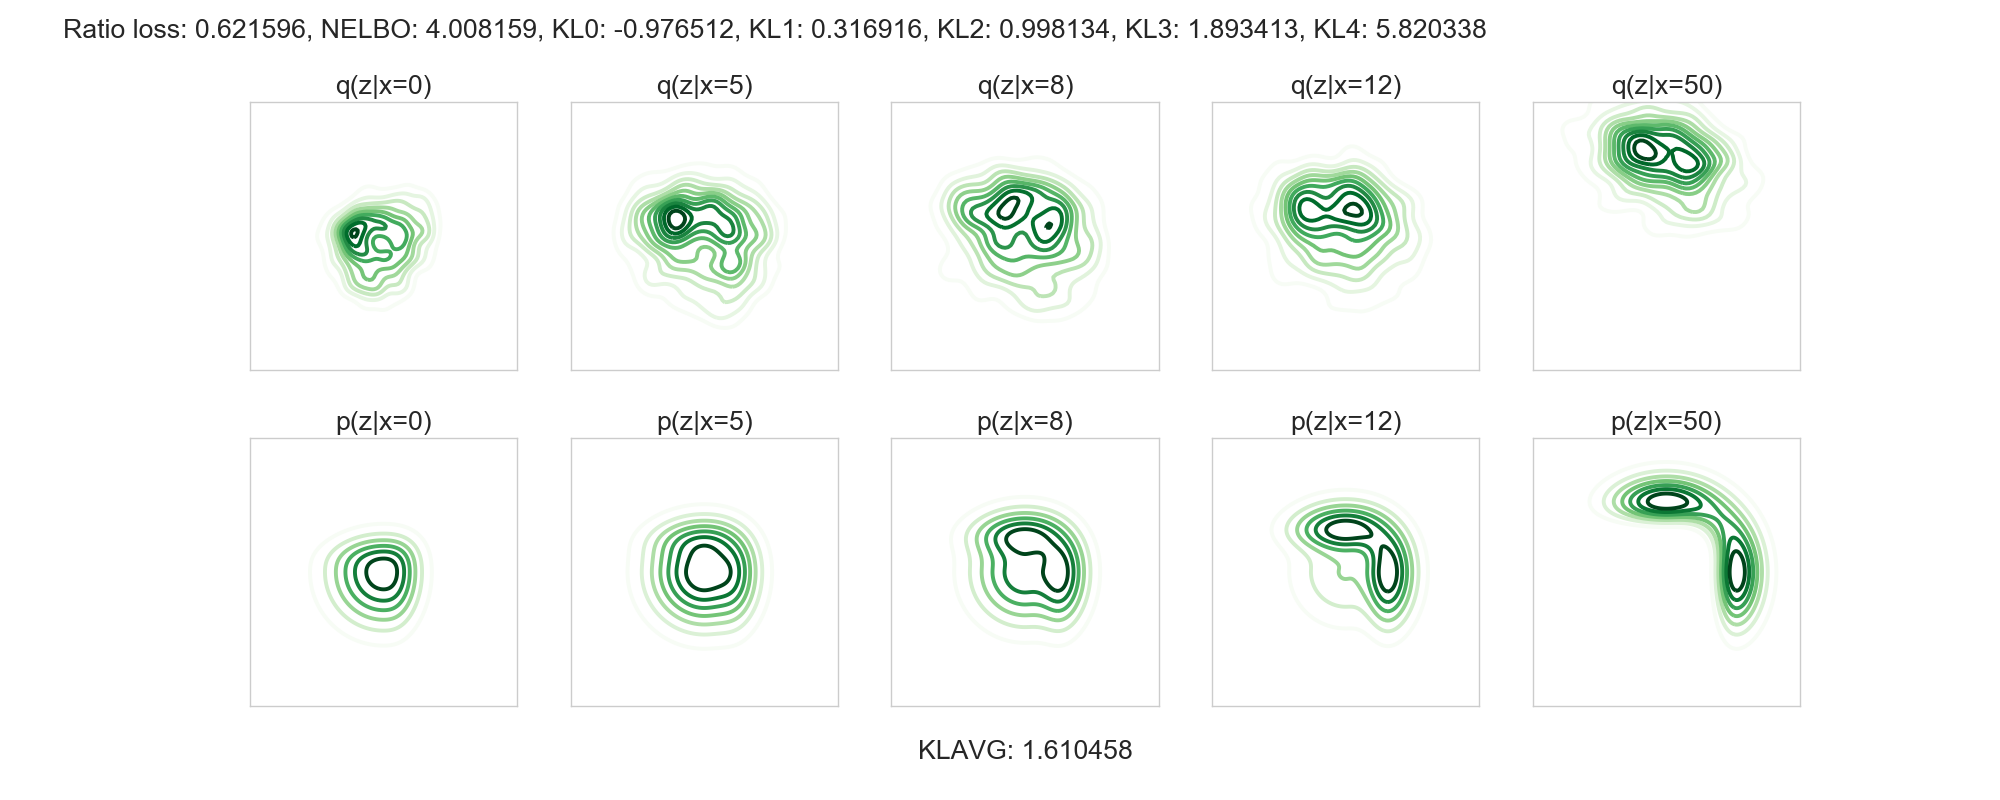 Ratio loss: 0.621596, NELBO: 4.008159, KL0: -0.976512, KL1: 0.316916, KL2: 0.998134, KL3: 1.893413, KL4: 5.820338
q(z|x=0) q(z|x=5) q(z|x=8) q(z|x=12) q(z|x=50)
p(z|x=0) p(z|x=5) p(z|x=8) p(z|x=12) p(z|x=50)
KLAVG: 1.610458